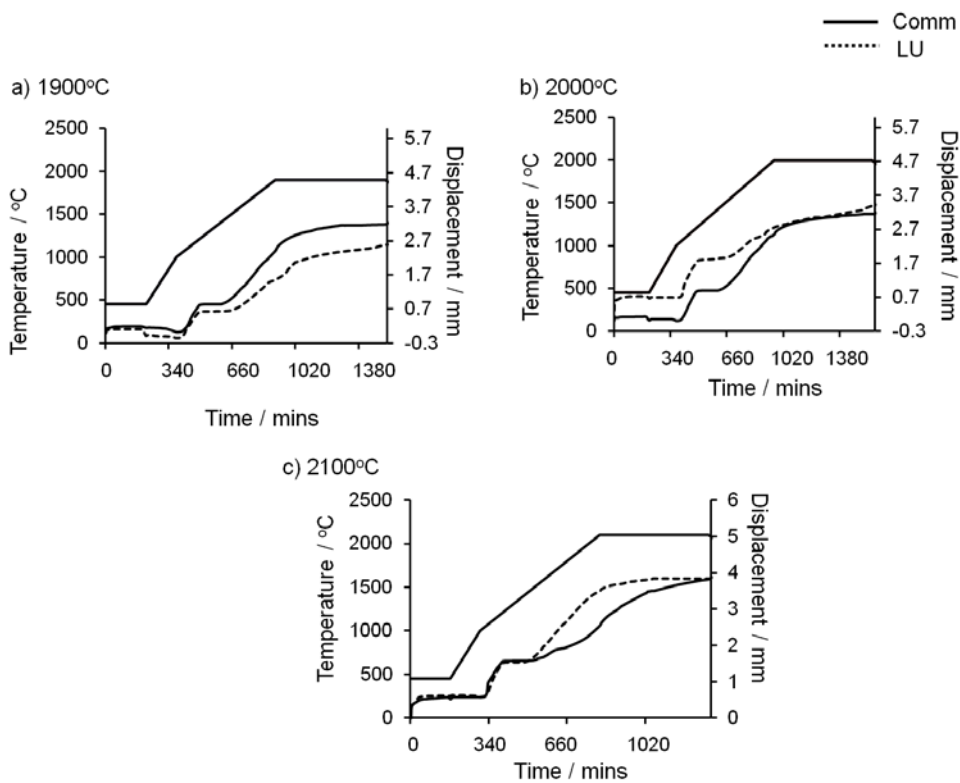 Comm
LU
a) 1900°C
2500
2000
1500
1000
500
0
Temperature / °C
5.7
4.7
3.7
2.7
1.7
0.7
-0.3
Displacement / mm
0 340 660 1020 1380
Time / mins
b) 2000°C
2500
2000
1500
1000
500
0
Temperature / °C
5.7
4.7
3.7
2.7
1.7
0.7
-0.3
Displacement / mm
0 340 660 1020 1380
Time / mins
c) 2100°C
2500
2000
1500
1000
500
0
Temperature / °C
6
5
4
3
2
1
0
Displacement / mm
0 340 660 1020
Time / mins